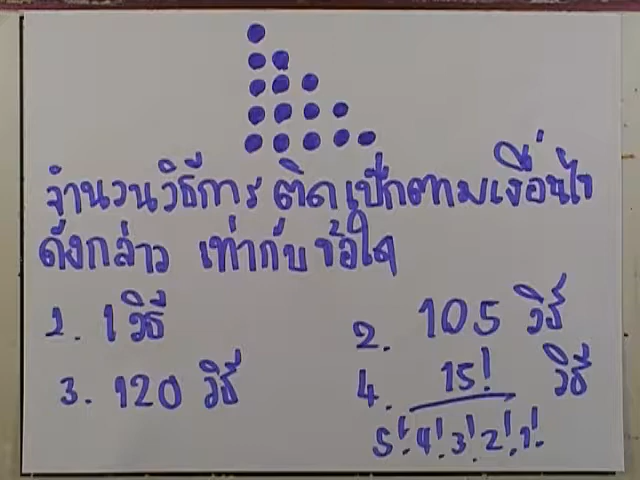 จำนวนวิธีการ ติดเป๊กตามเงื่อนไข
ดังกล่าว เท่ากับ ข้อใด
1. 1 วิธี
2. 105 วิธี
3. 120 วิธี
4. 15! / 5! 4! 3! 2! 1! วิธี